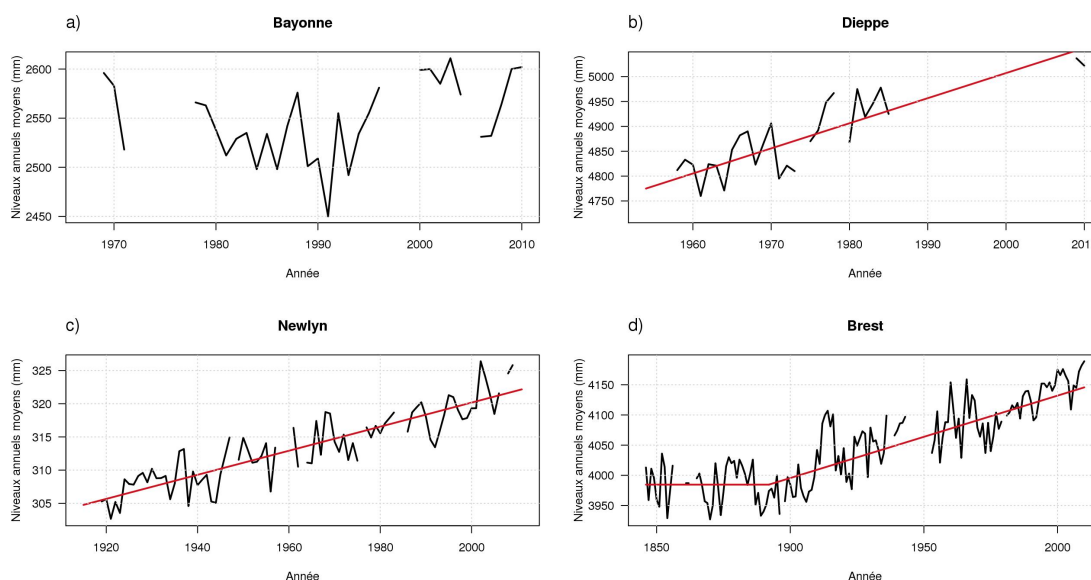 a)
Bayonne
Niveaux annuels moyens (mm)
2600
2550
2500
2450
1970
1980
1990
2000
2010
Année
b)
Dieppe
Niveaux annuels moyens (mm)
5000
4950
4900
4850
4800
4750
1960
1970
1980
1990
2000
201
Année
c)
Newlyn
Niveaux annuels moyens (mm)
325
320
315
310
305
1920
1940
1960
1980
2000
Année
d)
Brest
Niveaux annuels moyens (mm)
4150
4100
4050
4000
3950
1850
1900
1950
2000
Année